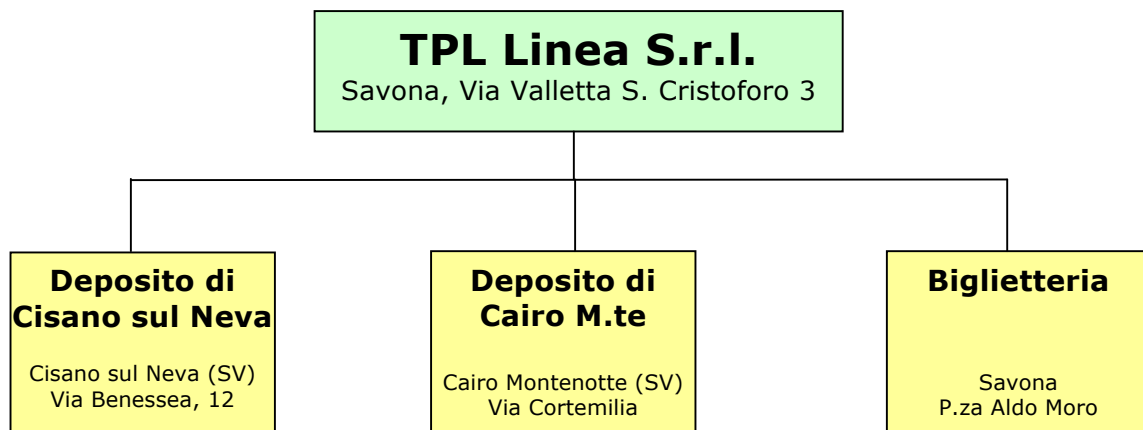 TPL Linea S.r.l.
Savona, Via Valletta S. Cristoforo 3
Deposito di
Cisano sul Neva
Cisano sul Neva (SV)
Via Benessea, 12
Deposito di
Cairo M.te
Cairo Montenotte (SV)
Via Cortemilia
Biglietteria
Savona
P.za Aldo Moro